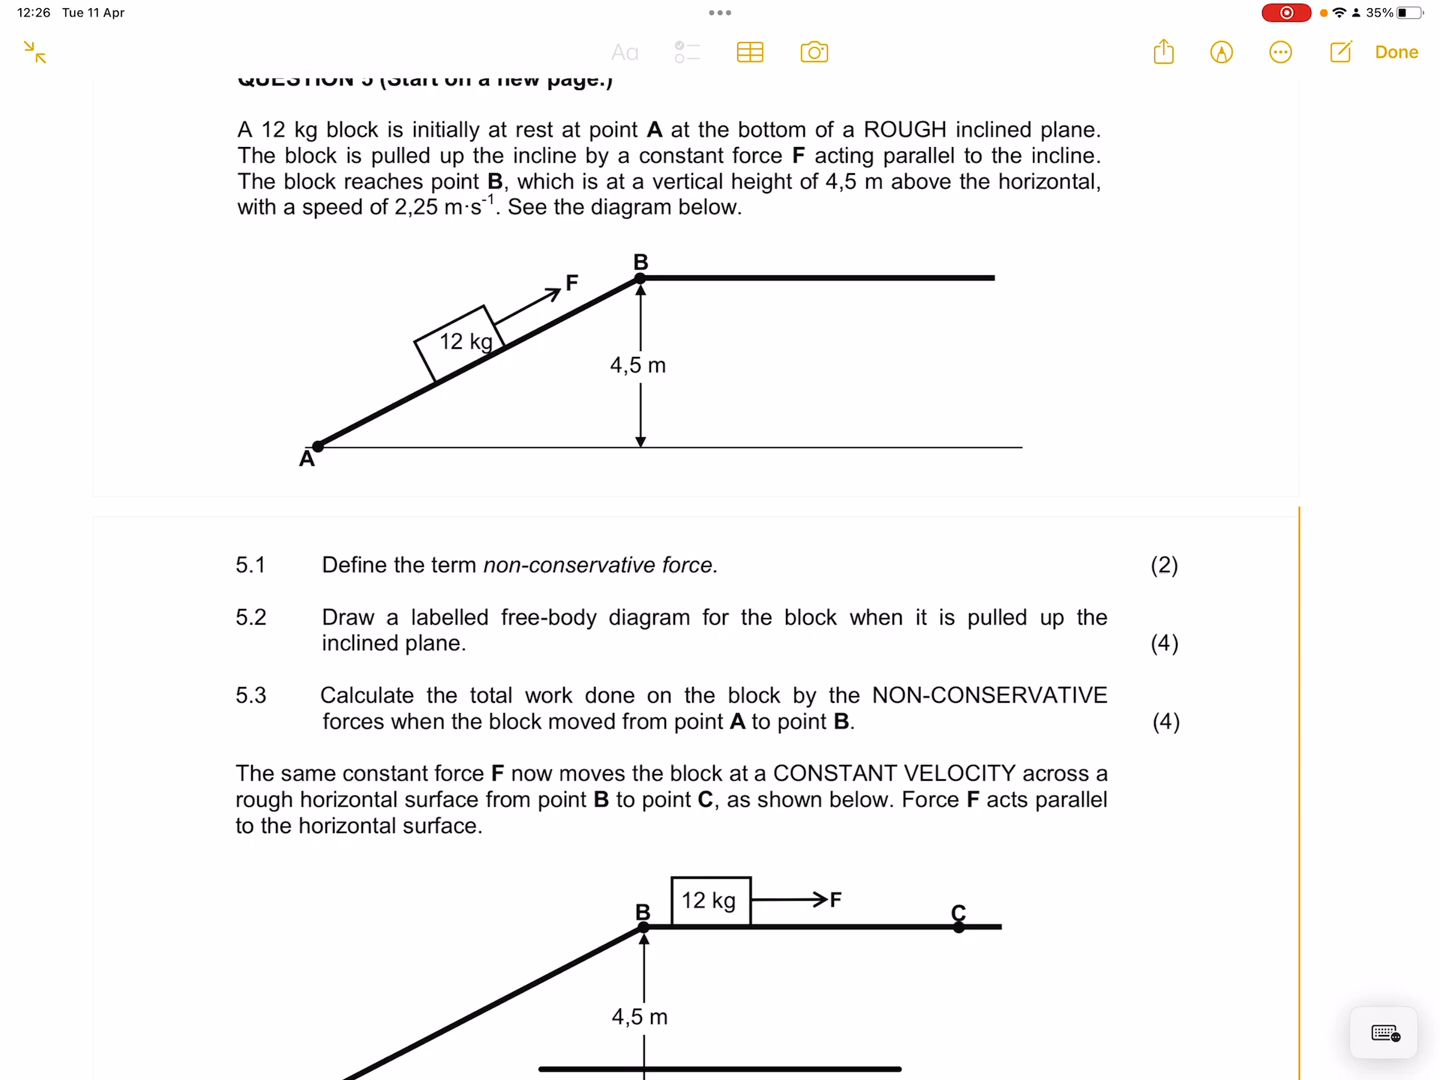 12:26 Tue 11 Apr
35%
Aa
Done
QUESTION 5 (Start on a new page.)
A 12 kg block is initially at rest at point A at the bottom of a ROUGH inclined plane.
The block is pulled up the incline by a constant force F acting parallel to the incline.
The block reaches point B, which is at a vertical height of 4,5 m above the horizontal,
with a speed of 2,25 m·s⁻¹. See the diagram below.
B
F
12 kg
4,5 m
A
5.1 Define the term non-conservative force. (2)
5.2 Draw a labelled free-body diagram for the block when it is pulled up the
inclined plane. (4)
5.3 Calculate the total work done on the block by the NON-CONSERVATIVE
forces when the block moved from point A to point B. (4)
The same constant force F now moves the block at a CONSTANT VELOCITY across a
rough horizontal surface from point B to point C, as shown below. Force F acts parallel
to the horizontal surface.
12 kg F
B C
4,5 m